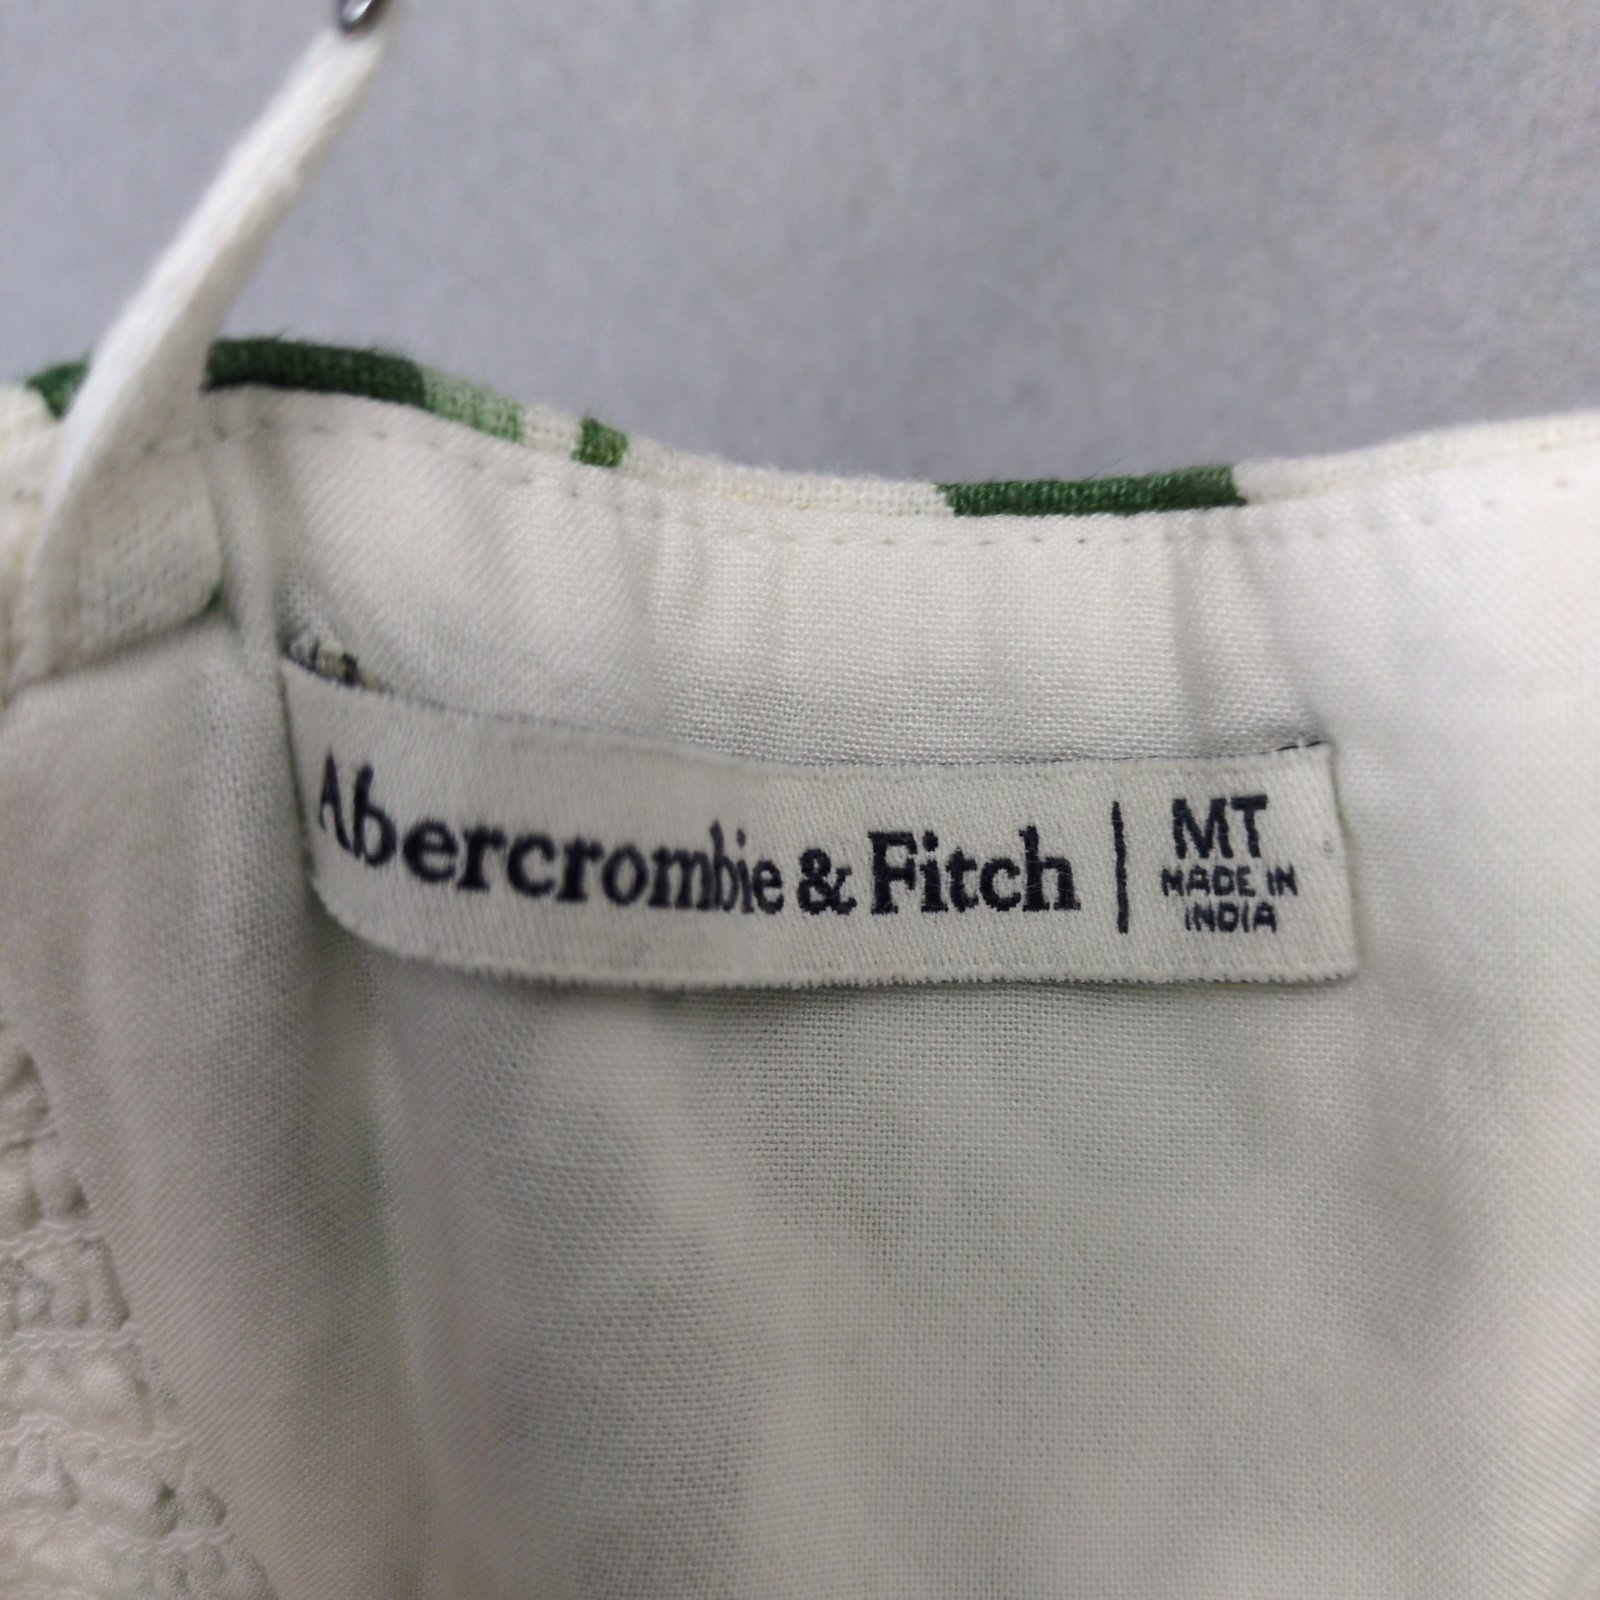 Abercrombie & Fitch | MT
MADE IN
INDIA